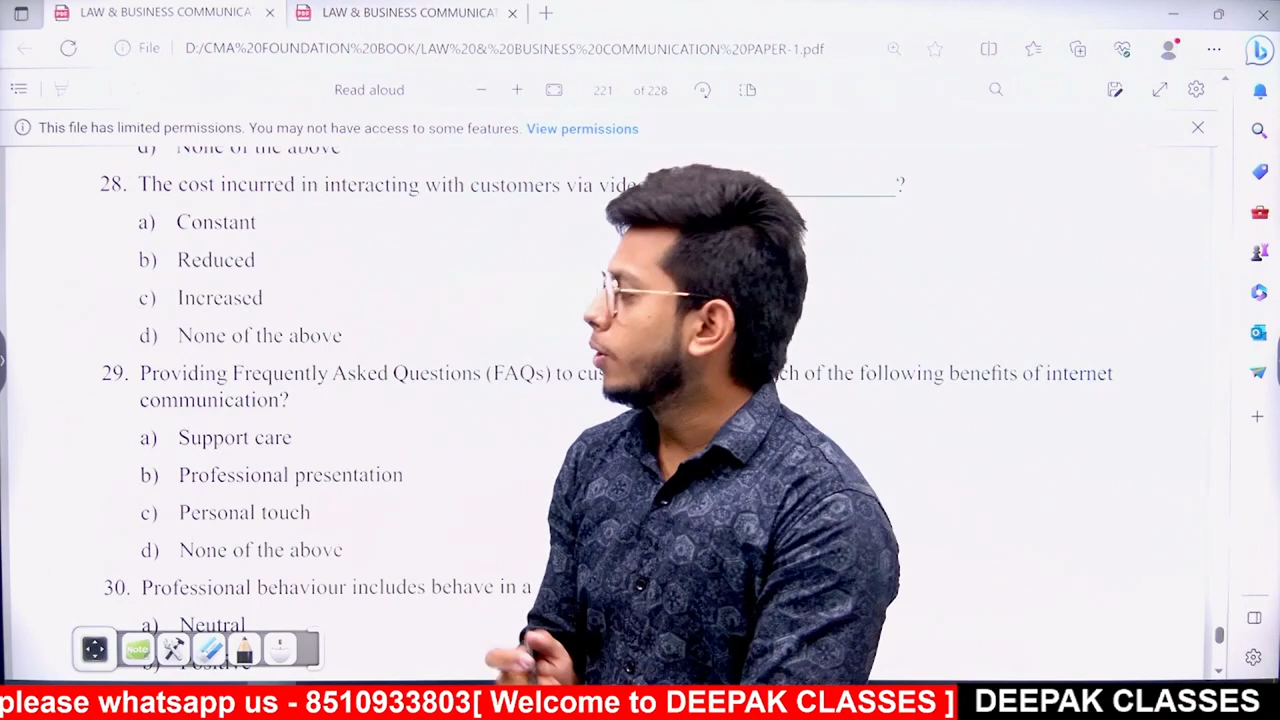 LAW & BUSINESS COMMUNICA
LAW & BUSINESS COMMUNICAT
File
D:/CMA%20FOUNDATION%20BOOK/LAW%20&%20BUSINESS%20COMMUNICATION%20PAPER-1.pdf
Read aloud
221 of 228
This file has limited permissions. You may not have access to some features. View permissions
d) None of the above
28. The cost incurred in interacting with customers via ?
a) Constant
b) Reduced
c) Increased
d) None of the above
29. Providing Frequently Asked Questions (FAQs) to of the following benefits of internet
communication?
a) Support care
b) Professional presentation
c) Personal touch
d) None of the above
30. Professional behaviour includes behave in a
a) Neutral
b) Positive
Note
please whatsapp us - 8510933803[ Welcome to DEEPAK CLASSES ]
DEEPAK CLASSES